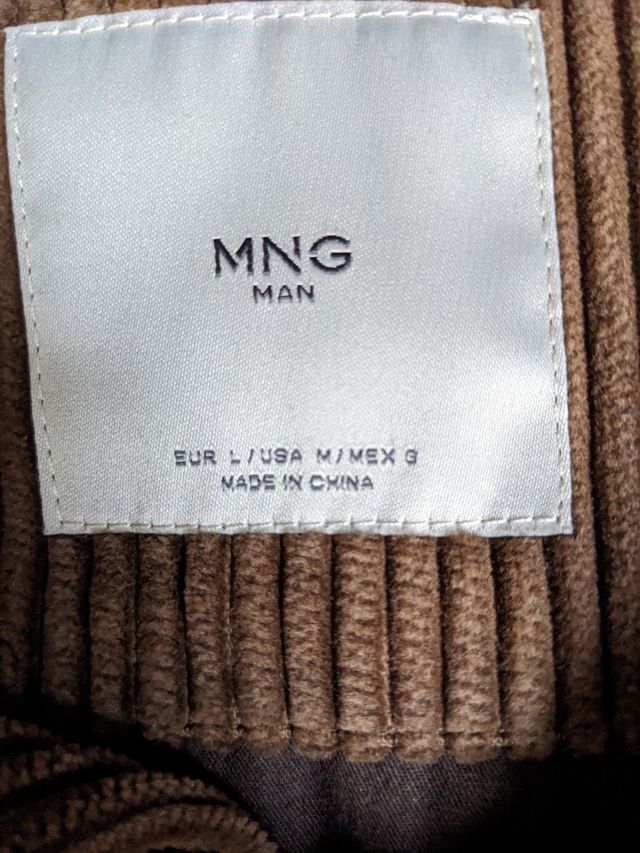 MNG
MAN
EUR L / USA M / MEX G
MADE IN CHINA